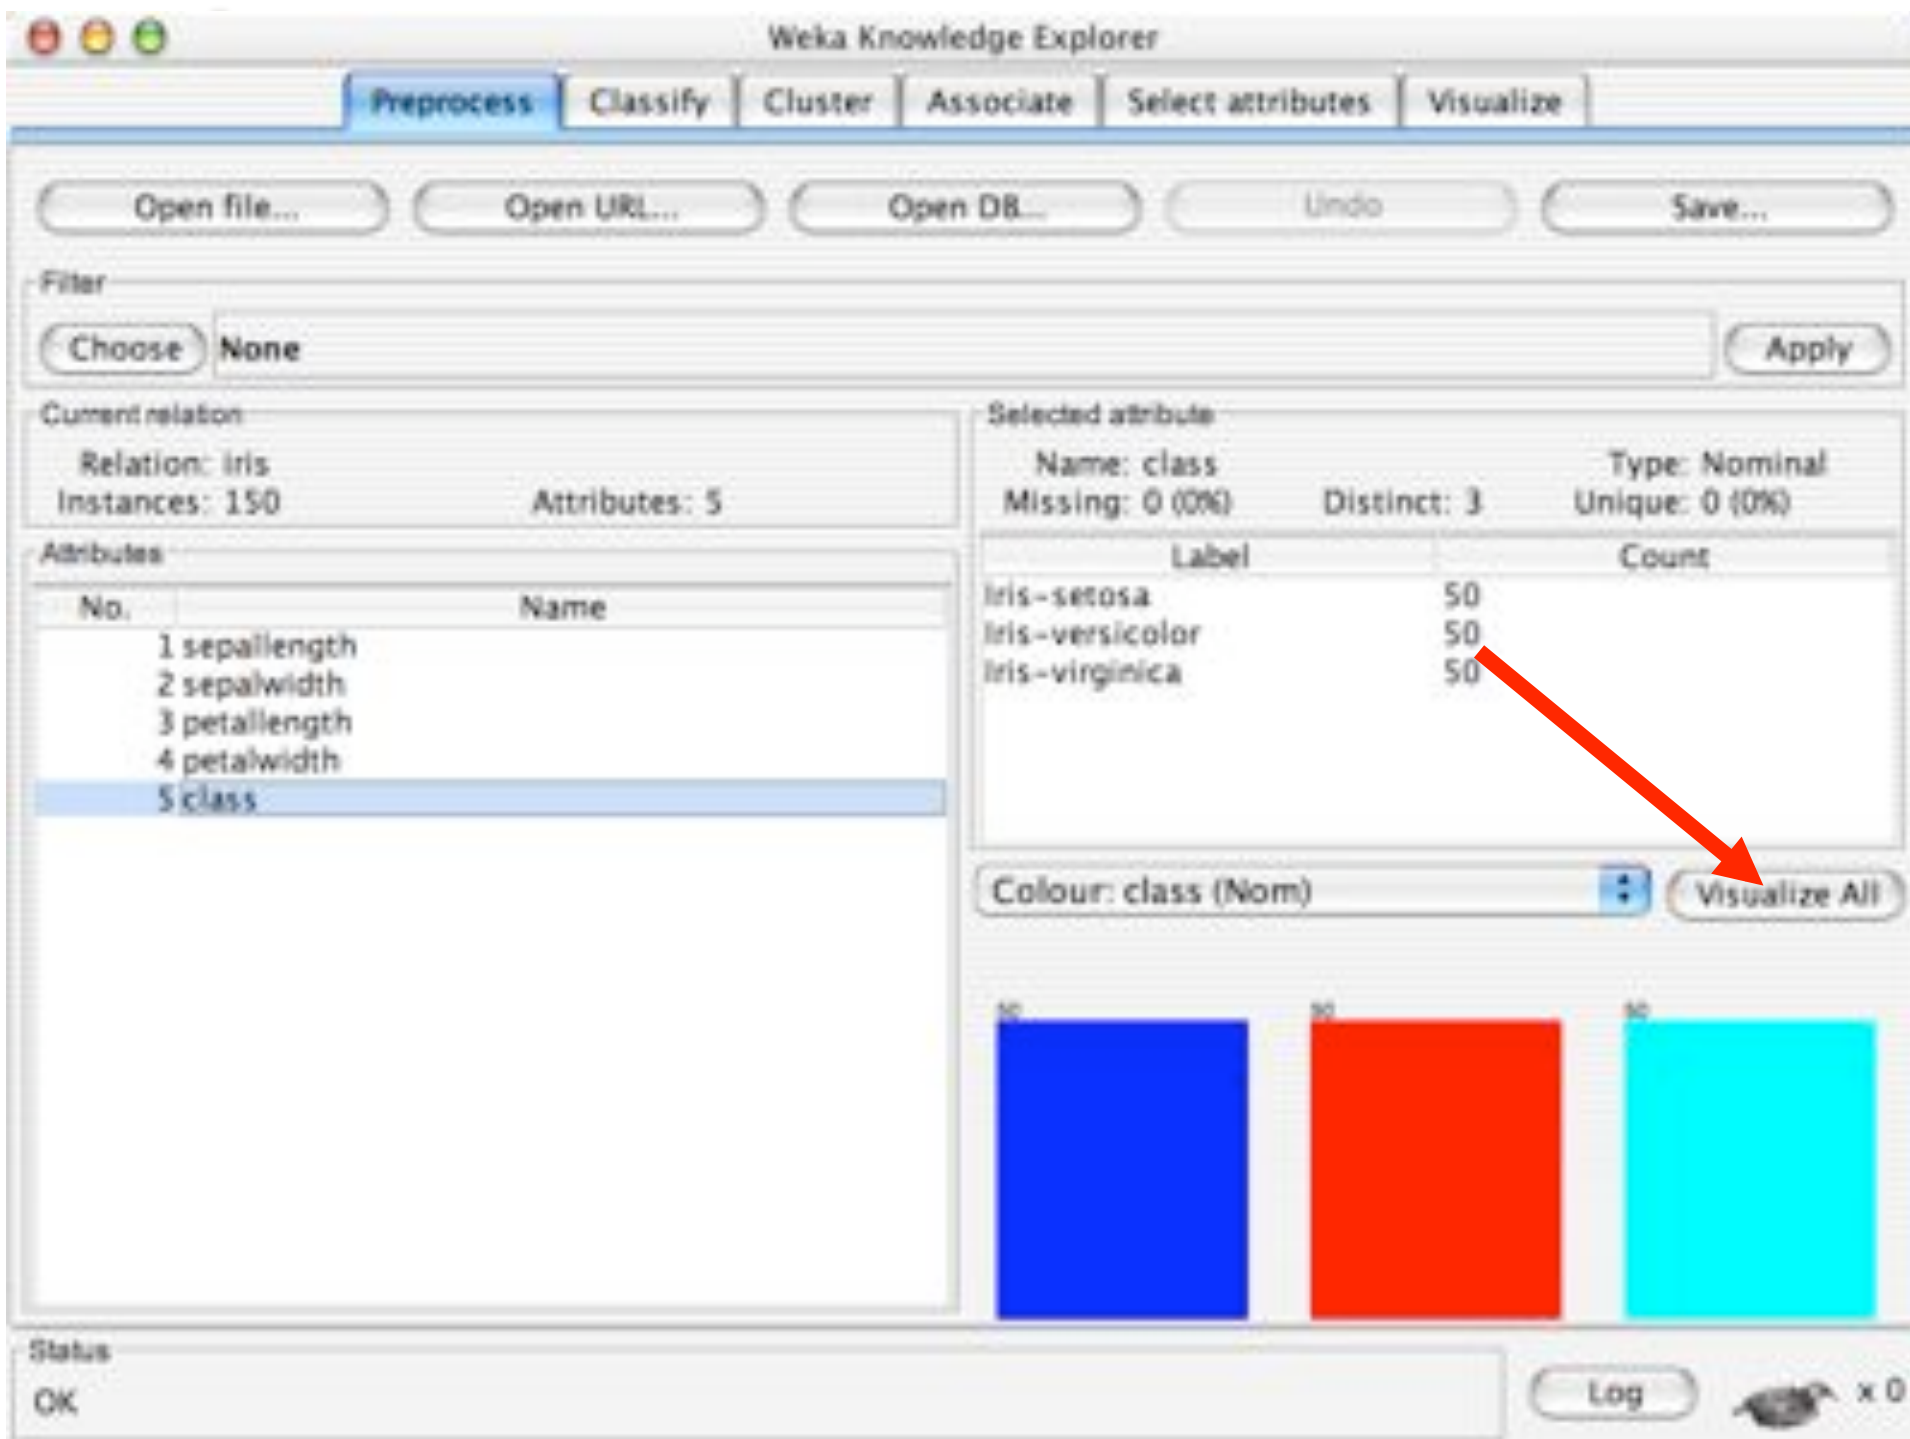 Weka Knowledge Explorer
Preprocess Classify Cluster Associate Select attributes Visualize
Open file... Open URL... Open DB... Undo Save...
Filter
Choose None Apply
Current relation
Relation: iris
Instances: 150 Attributes: 5
Attributes
No. Name
1 sepallength
2 sepalwidth
3 petallength
4 petalwidth
5 class
Selected attribute
Name: class Type: Nominal
Missing: 0 (0%) Distinct: 3 Unique: 0 (0%)
Label Count
Iris-setosa 50
Iris-versicolor 50
Iris-virginica 50
Colour: class (Nom) Visualize All
50 50 50
Status
OK
Log x 0